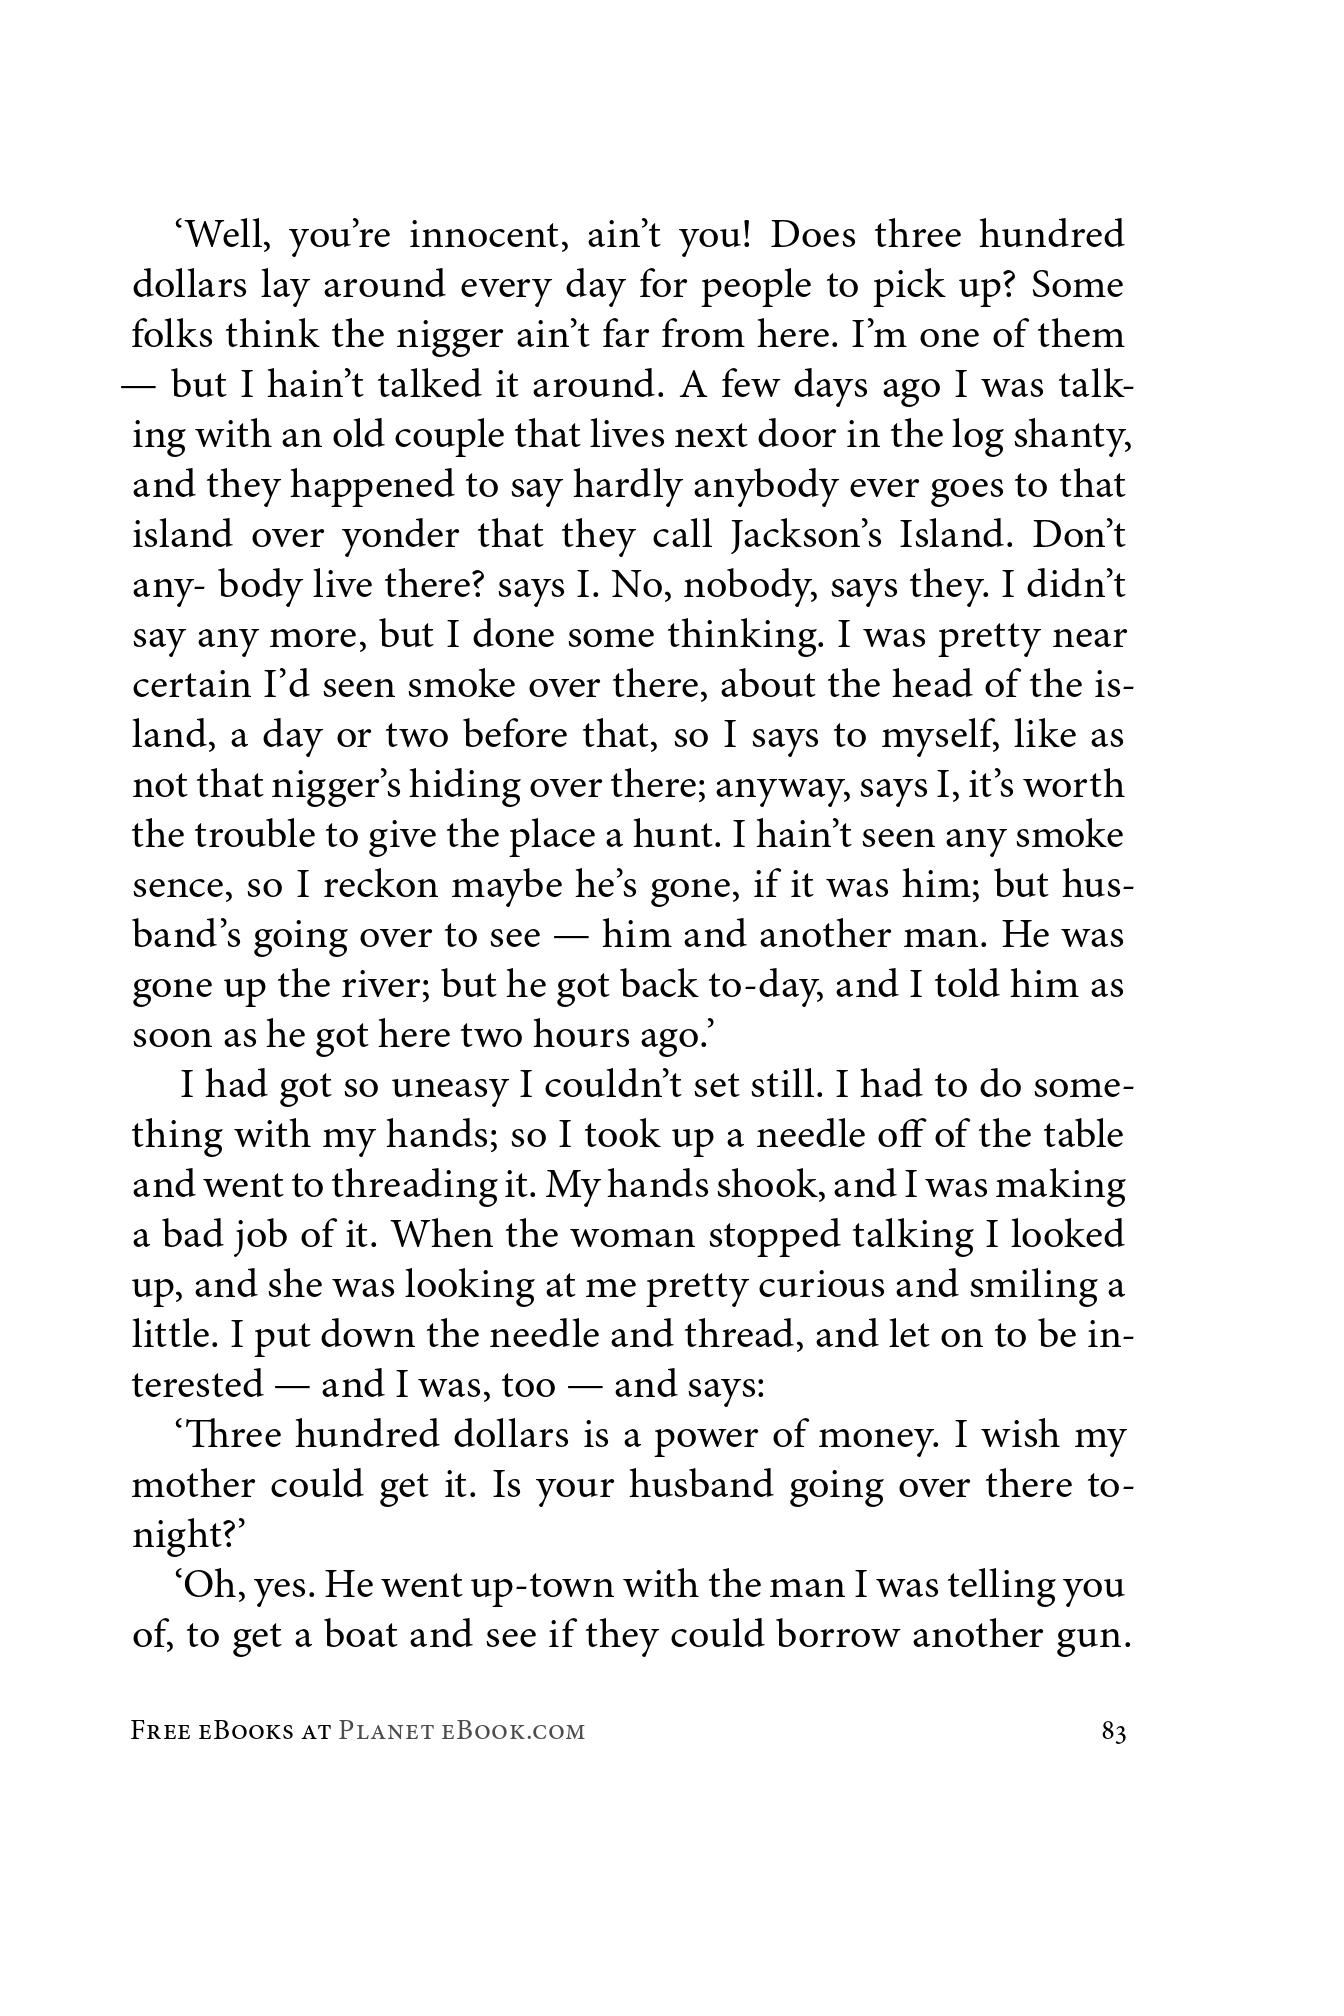 ‘Well, you’re innocent, ain’t you! Does three hundred
dollars lay around every day for people to pick up? Some
folks think the nigger ain’t far from here. I’m one of them
— but I hain’t talked it around. A few days ago I was talk-
ing with an old couple that lives next door in the log shanty,
and they happened to say hardly anybody ever goes to that
island over yonder that they call Jackson’s Island. Don’t
any- body live there? says I. No, nobody, says they. I didn’t
say any more, but I done some thinking. I was pretty near
certain I’d seen smoke over there, about the head of the is-
land, a day or two before that, so I says to myself, like as
not that nigger’s hiding over there; anyway, says I, it’s worth
the trouble to give the place a hunt. I hain’t seen any smoke
sence, so I reckon maybe he’s gone, if it was him; but hus-
band’s going over to see — him and another man. He was
gone up the river; but he got back to-day, and I told him as
soon as he got here two hours ago.’
I had got so uneasy I couldn’t set still. I had to do some-
thing with my hands; so I took up a needle off of the table
and went to threading it. My hands shook, and I was making
a bad job of it. When the woman stopped talking I looked
up, and she was looking at me pretty curious and smiling a
little. I put down the needle and thread, and let on to be in-
terested — and I was, too — and says:
‘Three hundred dollars is a power of money. I wish my
mother could get it. Is your husband going over there to-
night?’
‘Oh, yes. He went up-town with the man I was telling you
of, to get a boat and see if they could borrow another gun.
Free eBooks at Planet eBook.com 83